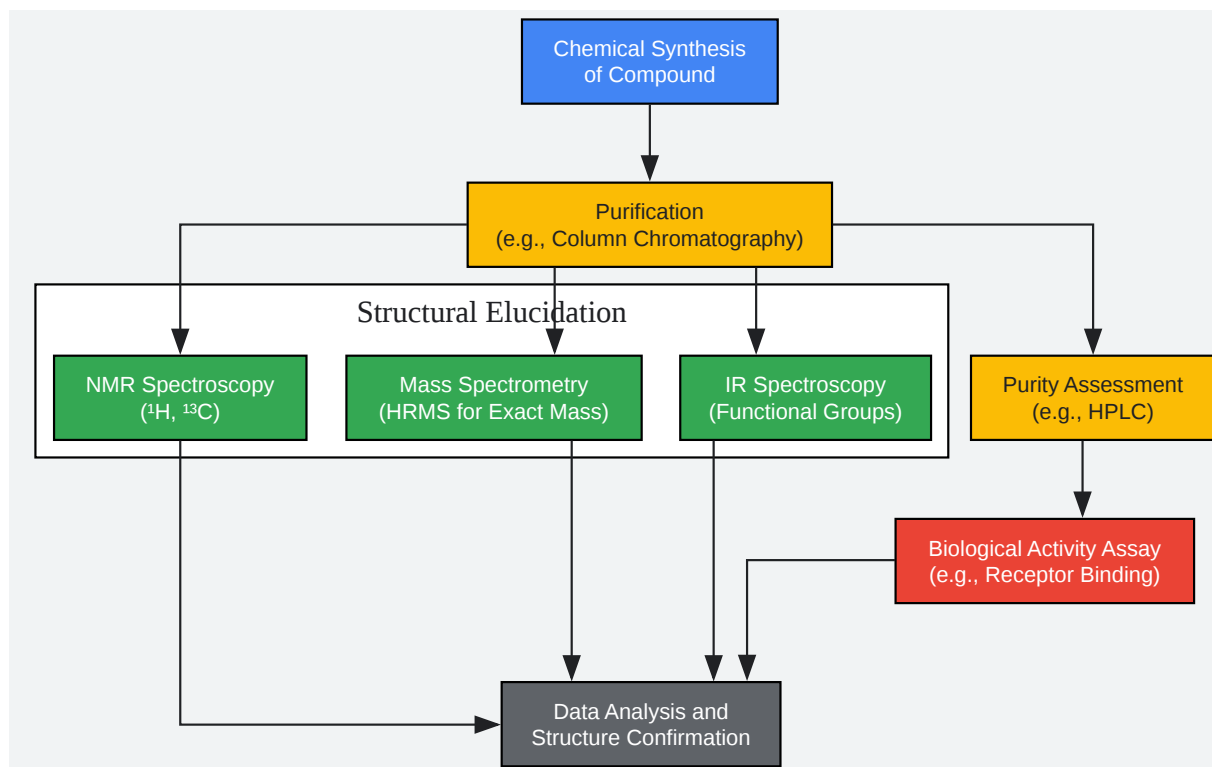 Chemical Synthesis
of Compound
Purification
(e.g., Column Chromatography)
Structural Elucidation
NMR Spectroscopy
(¹H, ¹³C)
Mass Spectrometry
(HRMS for Exact Mass)
IR Spectroscopy
(Functional Groups)
Purity Assessment
(e.g., HPLC)
Biological Activity Assay
(e.g., Receptor Binding)
Data Analysis and
Structure Confirmation